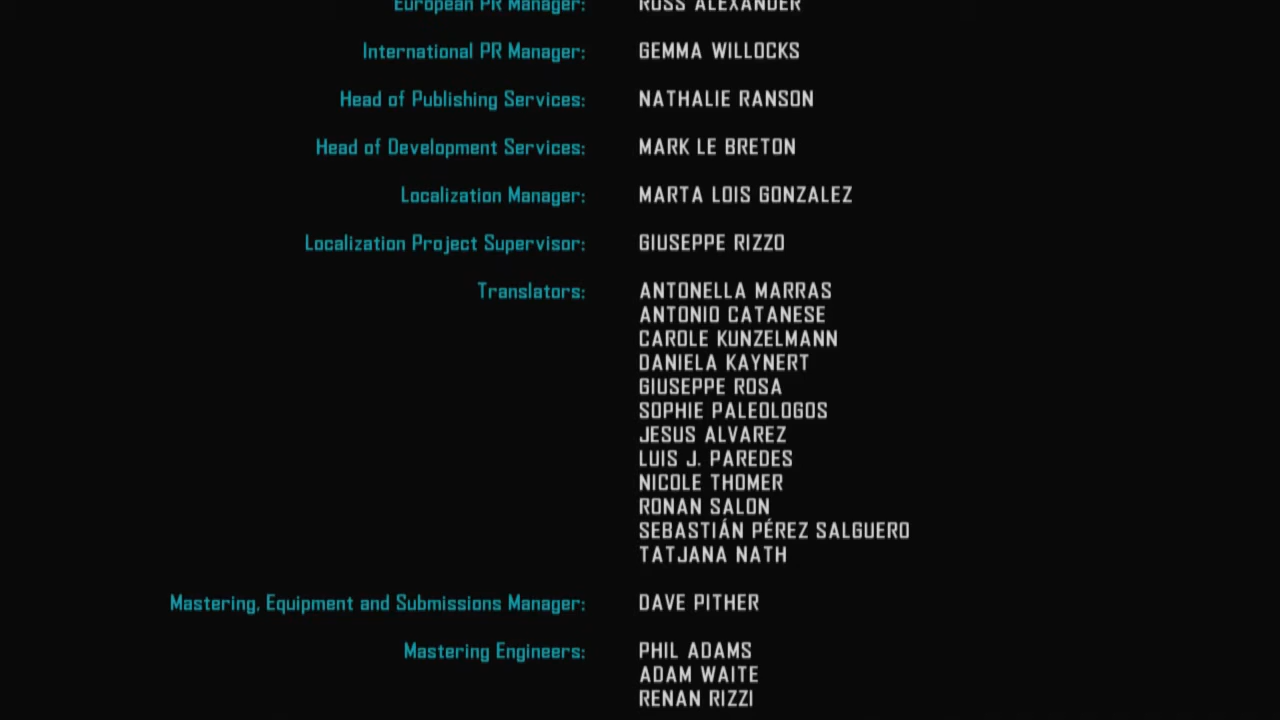 European PR Manager: ROSS ALEXANDER
International PR Manager: GEMMA WILLOCKS
Head of Publishing Services: NATHALIE RANSON
Head of Development Services: MARK LE BRETON
Localization Manager: MARTA LOIS GONZALEZ
Localization Project Supervisor: GIUSEPPE RIZZO
Translators: ANTONELLA MARRAS
ANTONIO CATANESE
CAROLE KUNZELMANN
DANIELA KAYNERT
GIUSEPPE ROSA
SOPHIE PALEOLOGOS
JESUS ALVAREZ
LUIS J. PAREDES
NICOLE THOMER
RONAN SALON
SEBASTIÁN PÉREZ SALGUERO
TATJANA NATH
Mastering, Equipment and Submissions Manager: DAVE PITHER
Mastering Engineers: PHIL ADAMS
ADAM WAITE
RENAN RIZZI